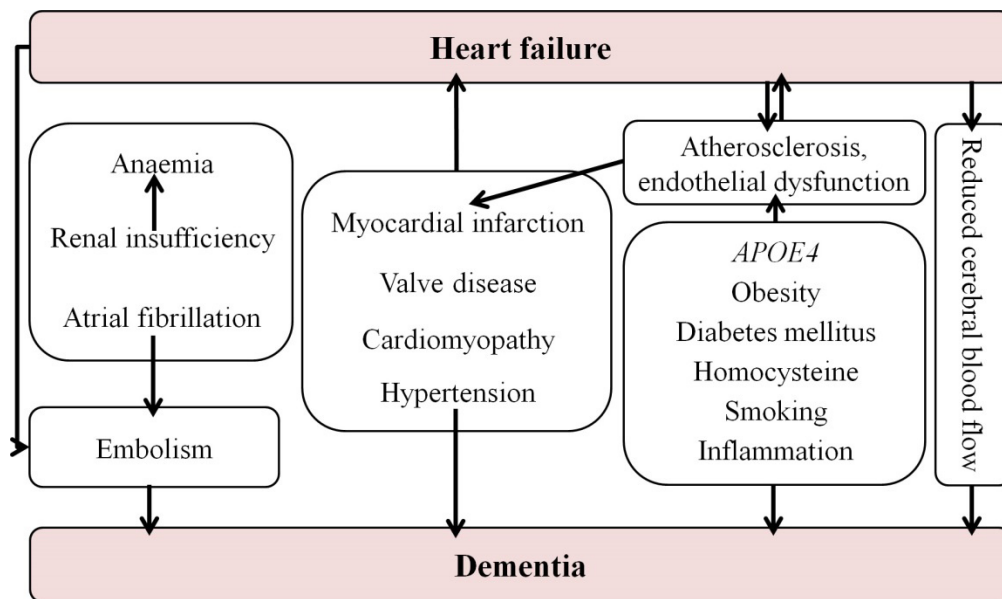 Heart failure
Anaemia
Renal insufficiency
Atrial fibrillation
Embolism
Myocardial infarction
Valve disease
Cardiomyopathy
Hypertension
Atherosclerosis,
endothelial dysfunction
APOE4
Obesity
Diabetes mellitus
Homocysteine
Smoking
Inflammation
Reduced cerebral blood flow
Dementia